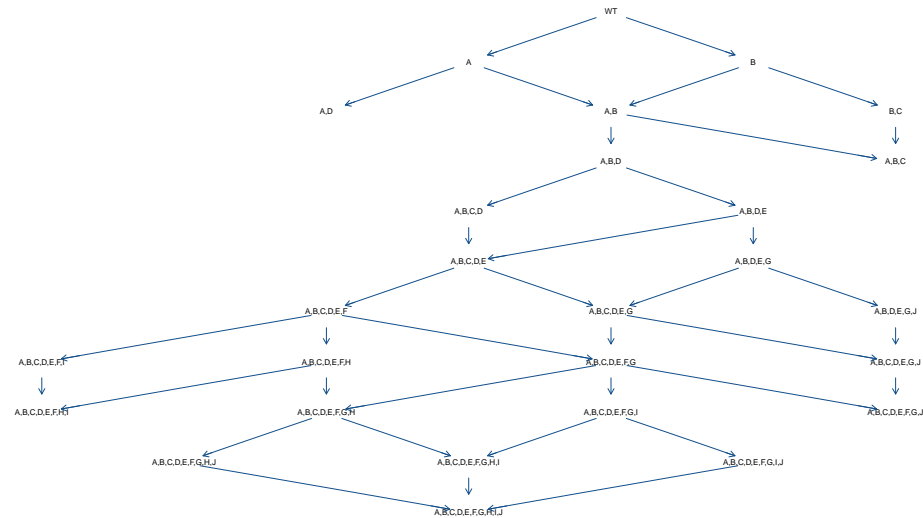 WT
A
B
A,D
A,B
B,C
A,B,D
A,B,C
A,B,C,D
A,B,D,E
A,B,C,D,E
A,B,D,E,G
A,B,C,D,E,F
A,B,C,D,E,G
A,B,D,E,G,J
A,B,C,D,E,F,I
A,B,C,D,E,F,H
A,B,C,D,E,F,G
A,B,C,D,E,G,J
A,B,C,D,E,F,H,I
A,B,C,D,E,F,G,H
A,B,C,D,E,F,G,I
A,B,C,D,E,F,G,J
A,B,C,D,E,F,G,H,J
A,B,C,D,E,F,G,H,I
A,B,C,D,E,F,G,I,J
A,B,C,D,E,F,G,H,I,J